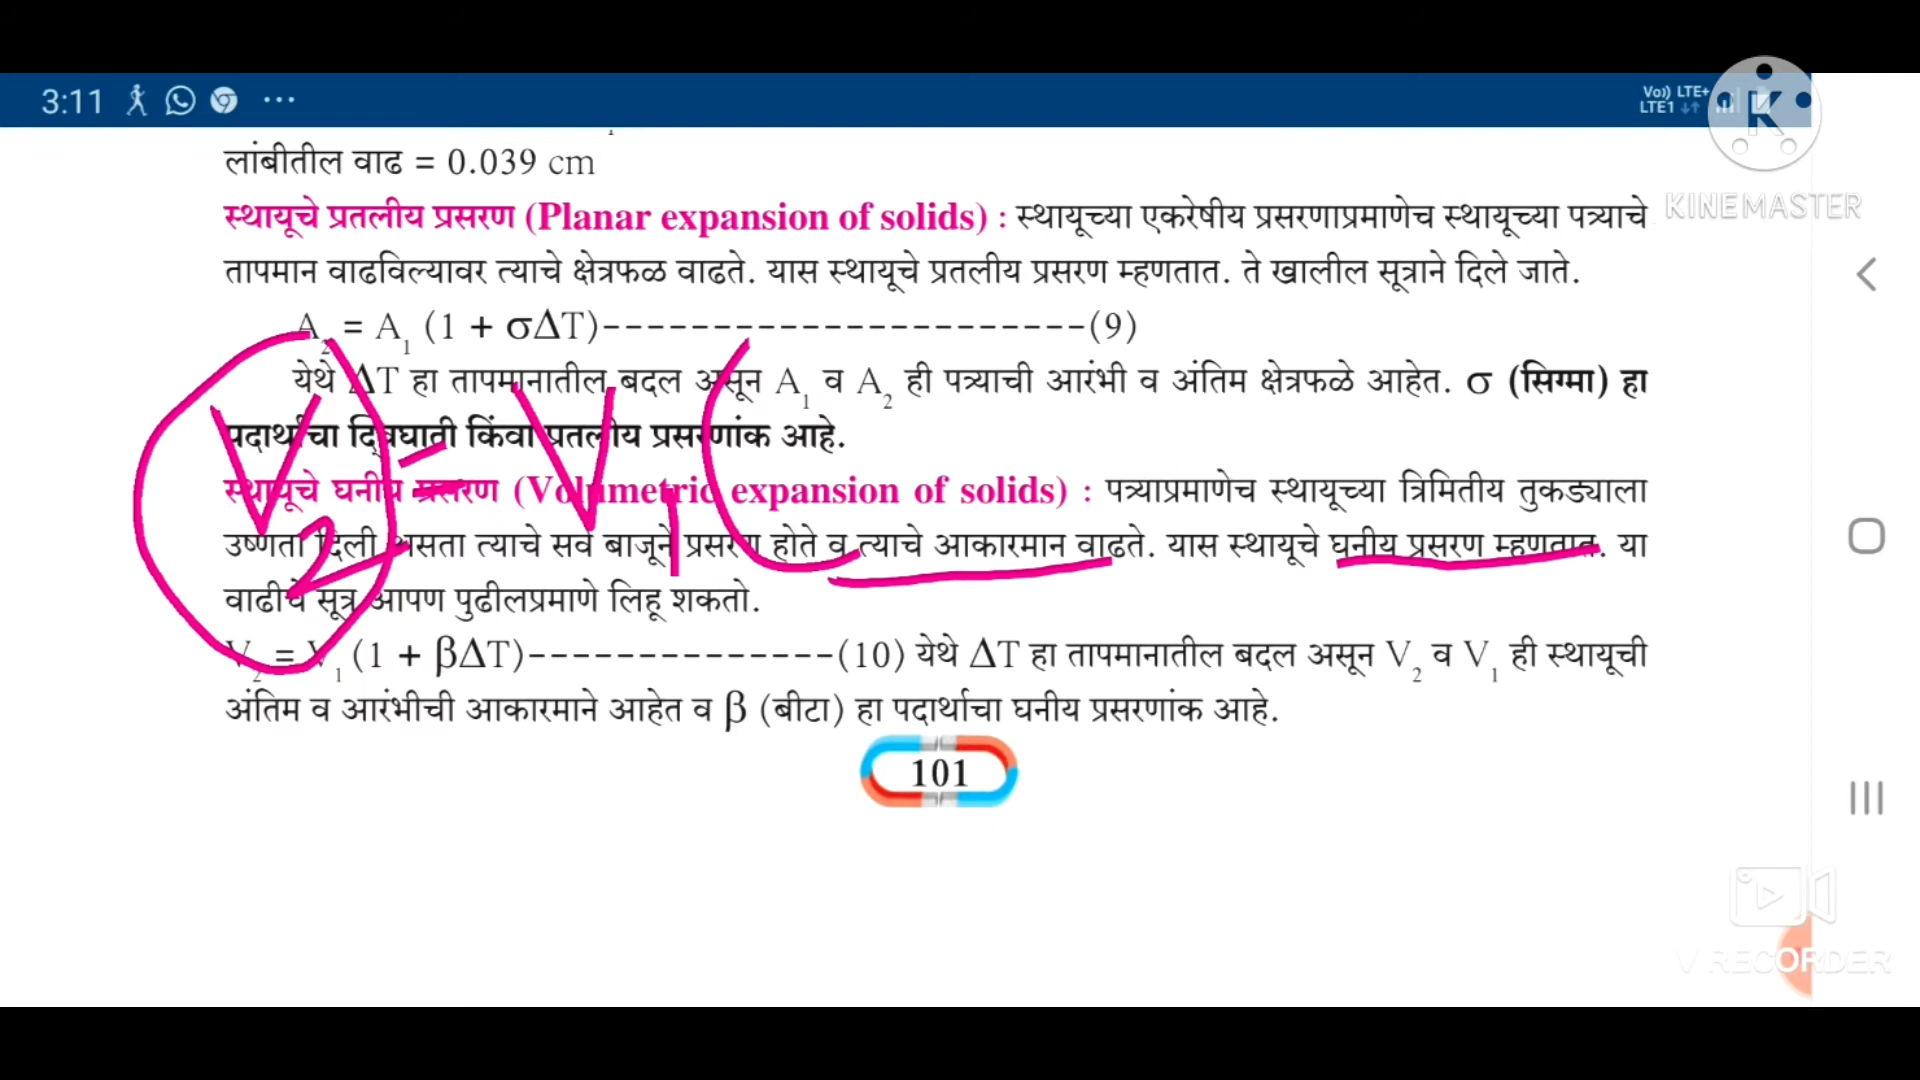 3:11 ...
Vo)) LTE+
LTE1
KINEMASTER
लांबीतील वाढ = 0.039 cm
स्थायूचे प्रतलीय प्रसरण (Planar expansion of solids) : स्थायूच्या एकरेषीय प्रसरणाप्रमाणेच स्थायूच्या पत्र्याचे
तापमान वाढविल्यावर त्याचे क्षेत्रफळ वाढते. यास स्थायूचे प्रतलीय प्रसरण म्हणतात. ते खालील सूत्राने दिले जाते.
A₂ = A₁ (1 + σΔT)----------------------(9)
येथे ΔT हा तापमानातील बदल असून A₁ व A₂ ही पत्र्याची आरंभी व अंतिम क्षेत्रफळे आहेत. σ (सिग्मा) हा
पदार्थाचा द्विघाती किंवा प्रतलीय प्रसरणांक आहे.
V₂ = V₁ (
स्थायूचे घनीय प्रसरण (Volumetric expansion of solids) : पत्र्याप्रमाणेच स्थायूच्या त्रिमितीय तुकड्याला
उष्णता दिली असता त्याचे सर्व बाजूने प्रसरण होते व त्याचे आकारमान वाढते. यास स्थायूचे घनीय प्रसरण म्हणतात. या
वाढीचे सूत्र आपण पुढीलप्रमाणे लिहू शकतो.
V₂ = V₁ (1 + βΔT)--------------(10) येथे ΔT हा तापमानातील बदल असून V₂ व V₁ ही स्थायूची
अंतिम व आरंभीची आकारमाने आहेत व β (बीटा) हा पदार्थाचा घनीय प्रसरणांक आहे.
101
V RECORDER